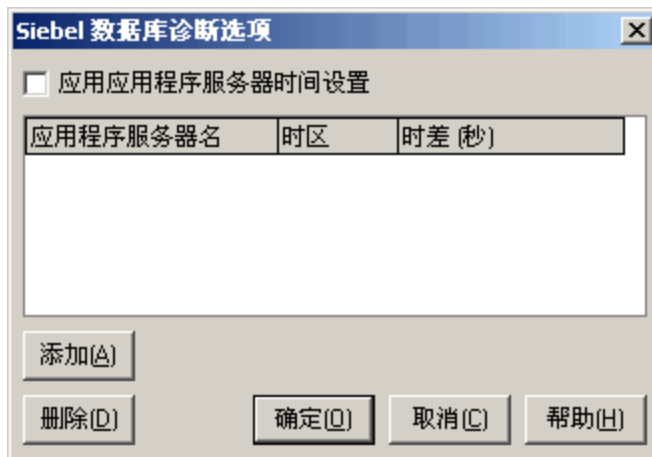 Siebel 数据库诊断选项
应用应用程序服务器时间设置
应用程序服务器名 时区 时差 (秒)
添加(A)
删除(D) 确定(O) 取消(C) 帮助(H)